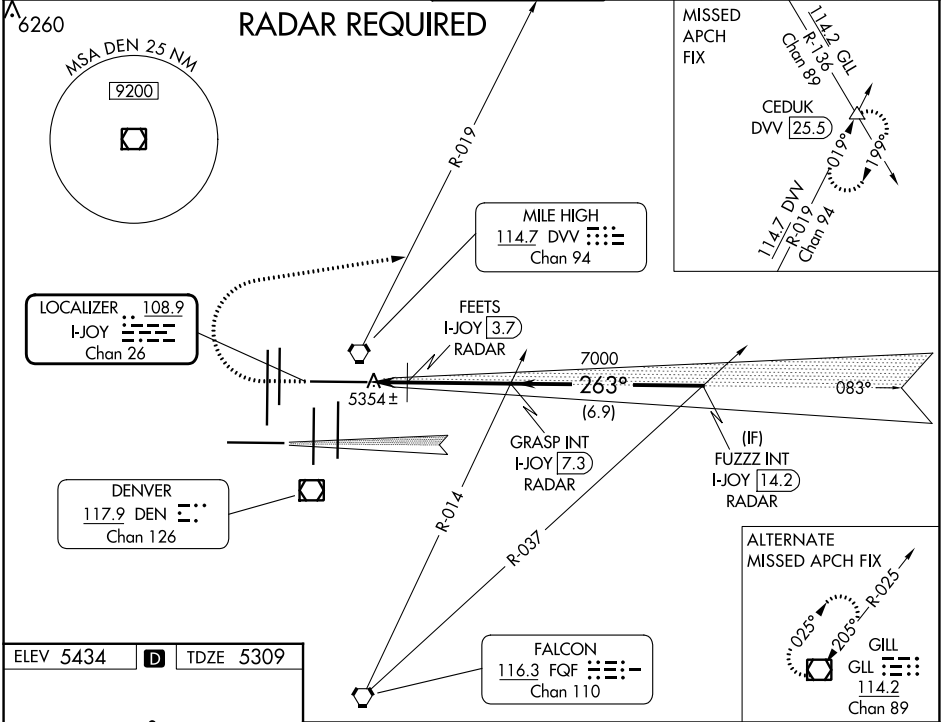 6260
RADAR REQUIRED
MSA DEN 25 NM
9200
MISSED
APCH
FIX
114.2 GLL
R-136
Chan 89
CEDUK
DVV 25.5
019°
199°
114.7 DVV
R-019
Chan 94
R-019
MILE HIGH
114.7 DVV
Chan 94
LOCALIZER 108.9
I-JOY
Chan 26
FEETS
I-JOY 3.7
RADAR
7000
263°
(6.9)
083°
5354±
GRASP INT
I-JOY 7.3
RADAR
(IF)
FUZZZ INT
I-JOY 14.2
RADAR
DENVER
117.9 DEN
Chan 126
R-014
R-037
ALTERNATE
MISSED APCH FIX
R-025
025°
205°
GILL
GLL
114.2
Chan 89
FALCON
116.3 FQF
Chan 110
ELEV 5434 D TDZE 5309